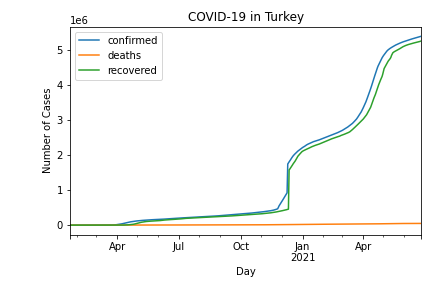 COVID-19 in Turkey
1e6
confirmed
deaths
recovered
Number of Cases
5
4
3
2
1
0
Apr
Jul
Oct
Jan
2021
Apr
Day